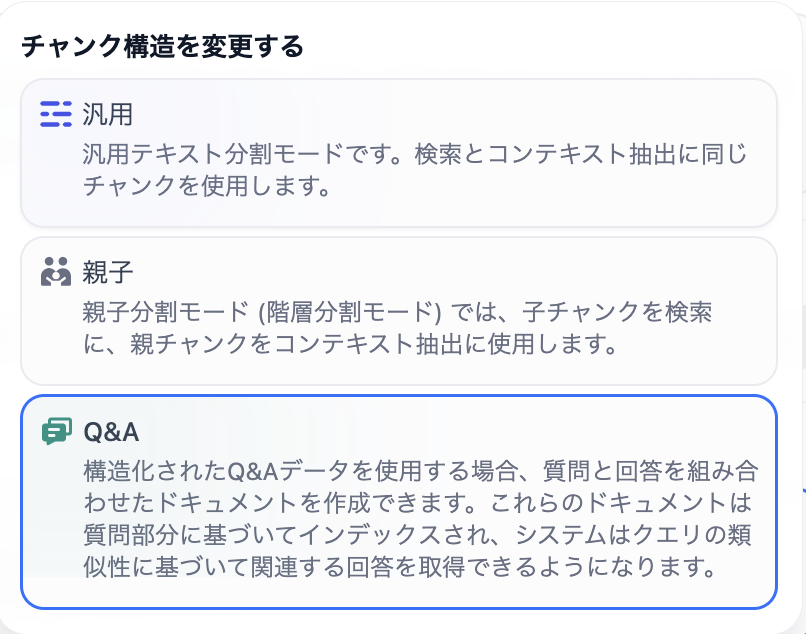 チャンク構造を変更する
汎用
汎用テキスト分割モードです。検索とコンテキスト抽出に同じ
チャンクを使用します。
親子
親子分割モード (階層分割モード) では、子チャンクを検索
に、親チャンクをコンテキスト抽出に使用します。
Q&A
構造化されたQ&Aデータを使用する場合、質問と回答を組み合
わせたドキュメントを作成できます。これらのドキュメントは
質問部分に基づいてインデックスされ、システムはクエリの類
似性に基づいて関連する回答を取得できるようになります。